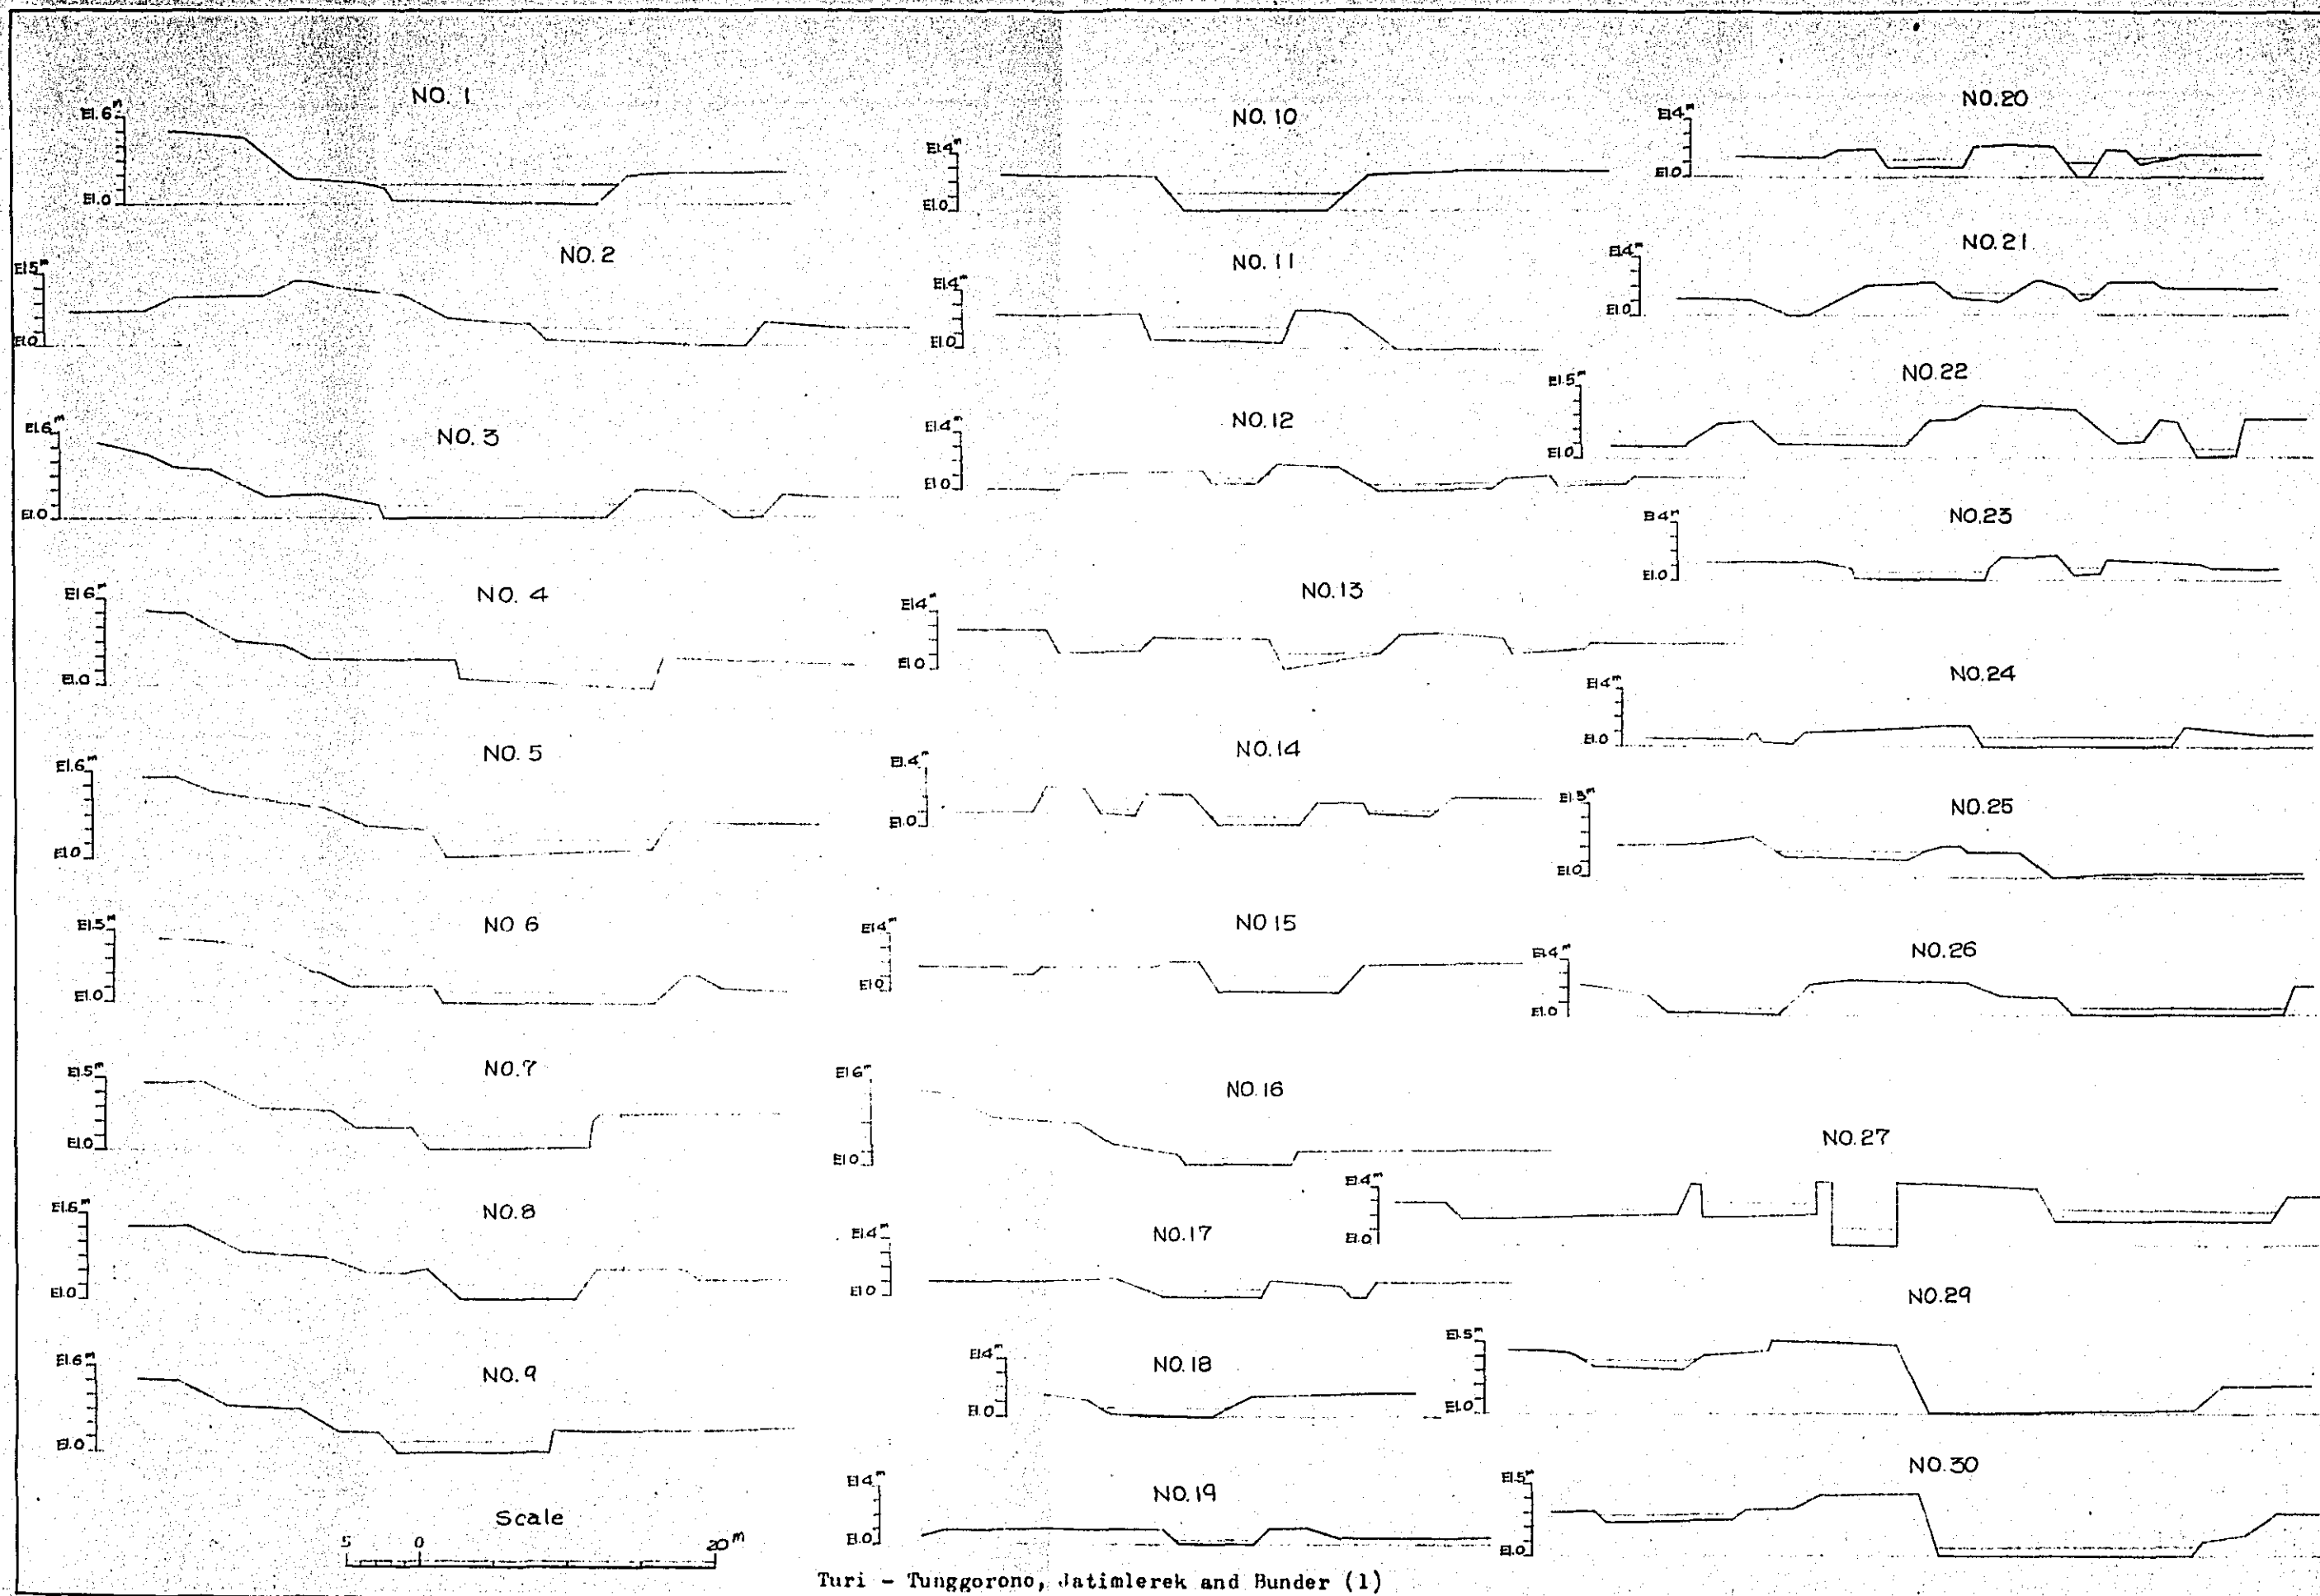 NO. 1
El.6m
El.0
NO. 2
El.5m
El.0
NO. 3
El.6m
El.0
NO. 4
El.6m
El.0
NO. 5
El.6m
El.0
NO 6
El.5m
El.0
NO. 7
El.5m
El.0
NO. 8
El.6m
El.0
NO. 9
El.6m
El.0
Scale
5 0 20m
NO. 10
El.4m
El.0
NO. 11
El.4m
El.0
NO. 12
El.4m
El.0
NO. 13
El.4m
El.0
NO. 14
El.4m
El.0
NO 15
El.4m
El.0
NO. 16
El.6m
El.0
NO. 17
El.4m
El.0
NO. 18
El.4m
El.0
NO. 19
El.4m
El.0
NO. 20
El.4m
El.0
NO. 21
El.4m
El.0
NO. 22
El.5m
El.0
NO. 23
El.4m
El.0
NO. 24
El.4m
El.0
NO. 25
El.5m
El.0
NO. 26
El.4m
El.0
NO. 27
El.4m
El.0
NO. 29
El.5m
El.0
NO. 30
El.5m
El.0
Turi - Tunggorono, Jatimlerek and Bunder (1)